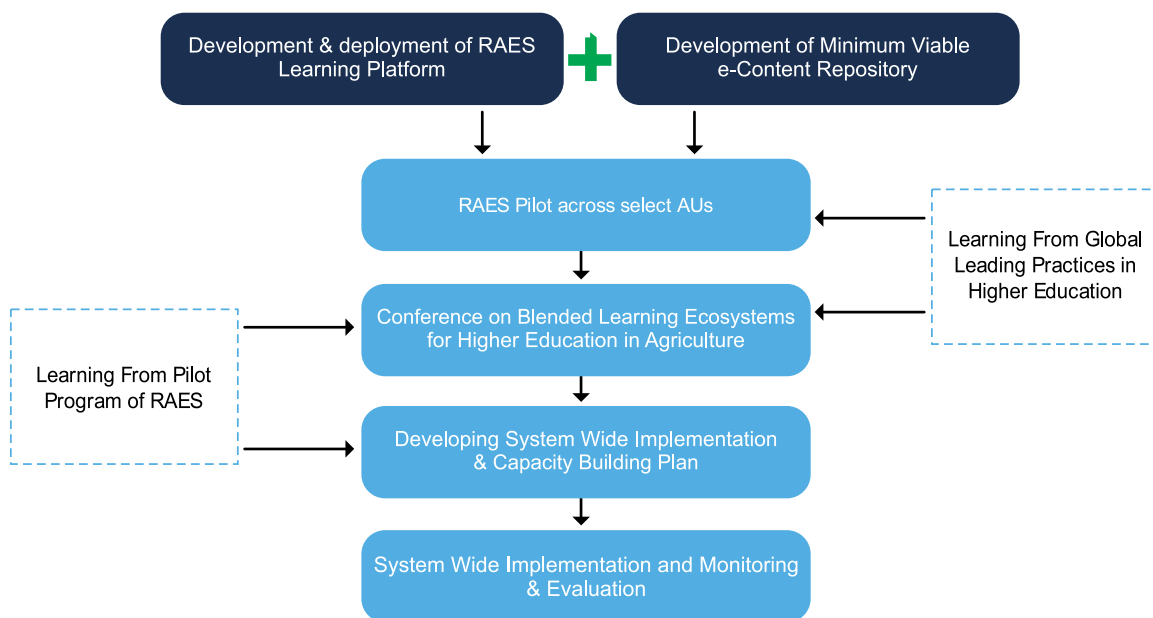 Development & deployment of RAES
Learning Platform
Development of Minimum Viable
e-Content Repository
RAES Pilot across select AUs
Learning From Global
Leading Practices in
Higher Education
Conference on Blended Learning Ecosystems
for Higher Education in Agriculture
Learning From Pilot
Program of RAES
Developing System Wide Implementation
& Capacity Building Plan
System Wide Implementation and Monitoring
& Evaluation